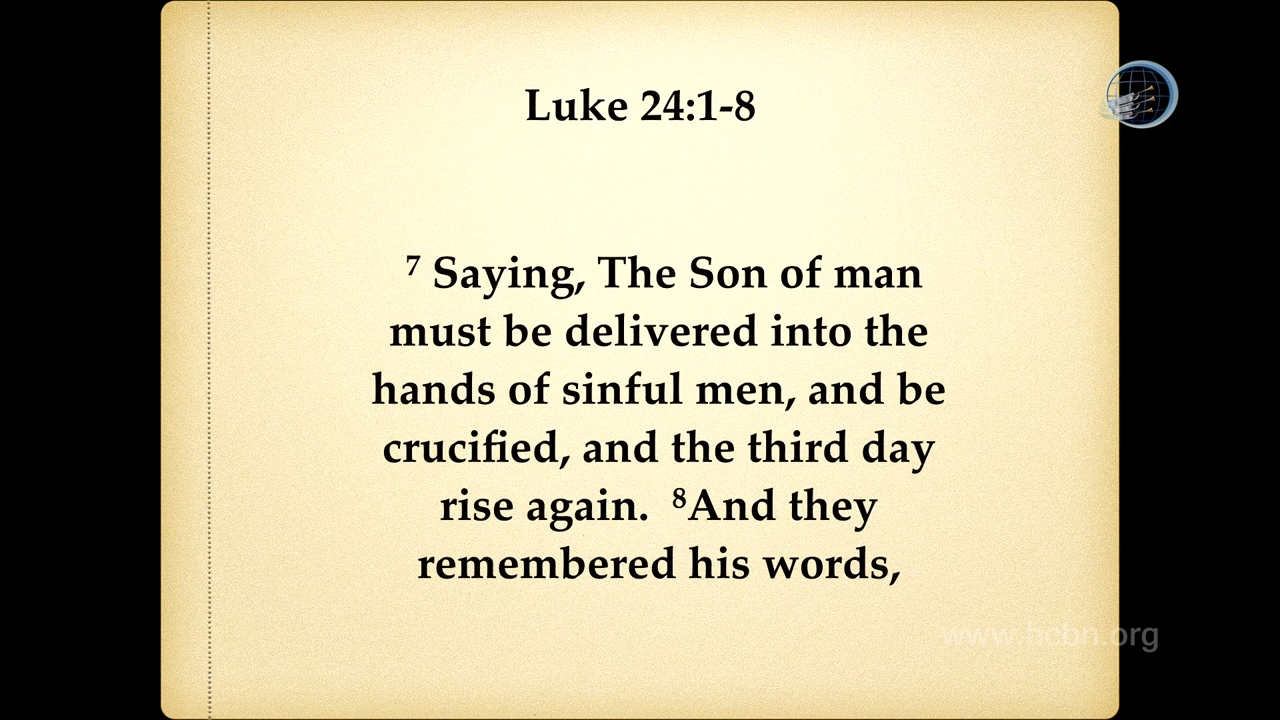 Luke 24:1-8
⁷ Saying, The Son of man
must be delivered into the
hands of sinful men, and be
crucified, and the third day
rise again. ⁸And they
remembered his words,
www.hcbn.org